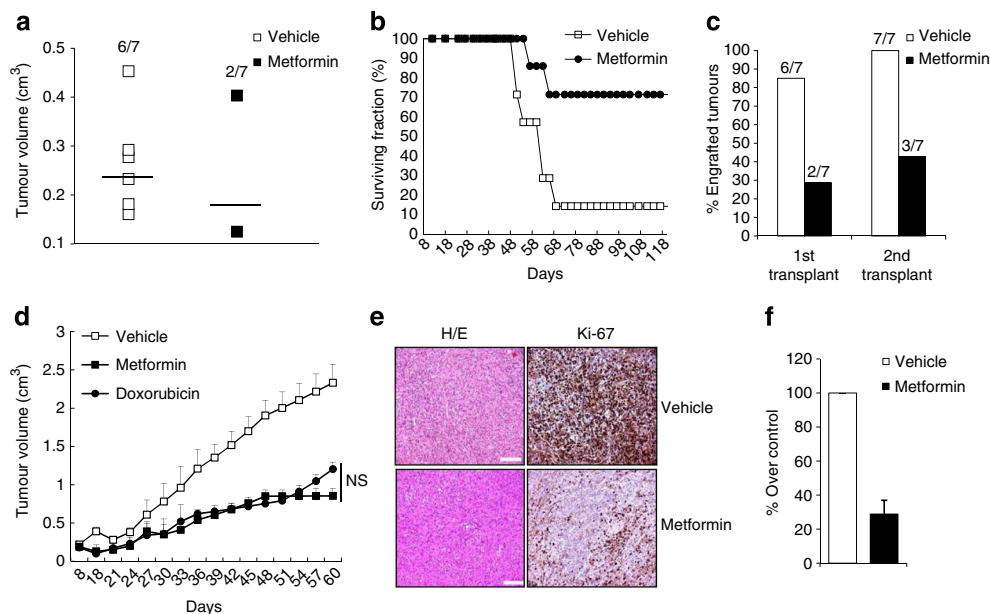 a
Tumour volume (cm3)
0.5
0.4
0.3
0.2
0.1
6/7
2/7
Vehicle
Metformin
b
Surviving fraction (%)
100
90
80
70
60
50
40
30
20
10
0
8 18 28 38 48 58 68 78 88 98 108 118
Days
Vehicle
Metformin
c
% Engrafted tumours
100
90
80
70
60
50
40
30
20
10
0
6/7
2/7
7/7
3/7
Vehicle
Metformin
1st
transplant
2nd
transplant
d
Tumour volume (cm3)
3
2.5
2
1.5
1
0.5
0
Vehicle
Metformin
Doxorubicin
NS
8 18 21 24 27 30 33 36 39 42 45 48 51 54 57 60
Days
e
H/E
Ki-67
Vehicle
Metformin
f
% Over control
120
100
80
60
40
20
0
Vehicle
Metformin